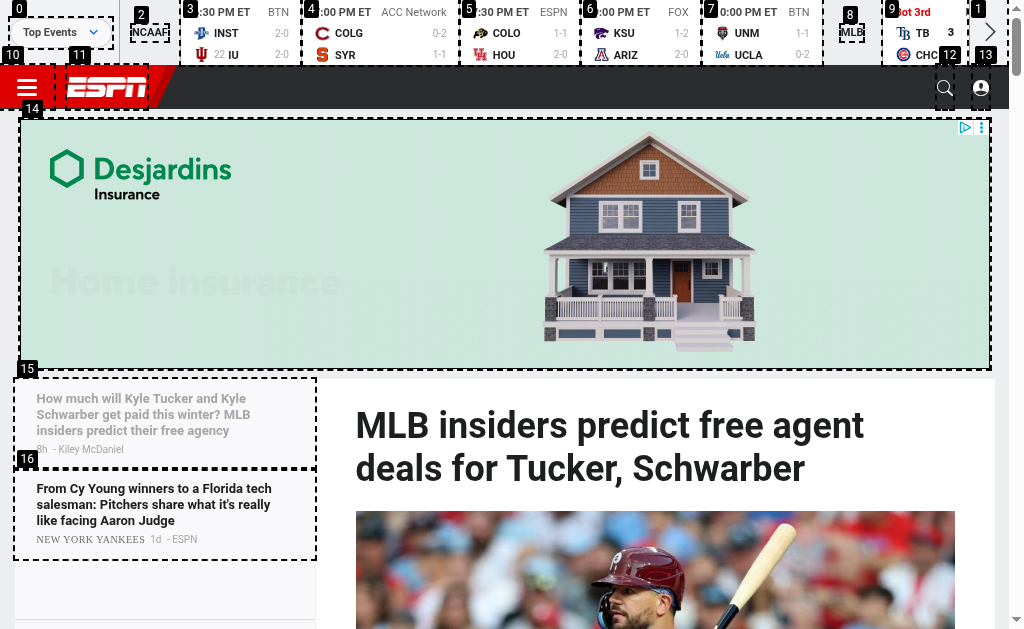 0
2
3
4
5
6
7
8
9
1
Top Events
NCAAF
:30 PM ET BTN
INST 2-0
22 IU 2-0
:00 PM ET ACC Network
COLG 0-2
SYR 1-1
7:30 PM ET ESPN
COLO 1-1
HOU 2-0
:00 PM ET FOX
KSU 1-2
ARIZ 2-0
0:00 PM ET BTN
UNM 1-1
UCLA 0-2
MLB
Bot 3rd
TB 3
CHC
10
11
12
13
ESPN
14
Desjardins
Insurance
Home insurance
15
How much will Kyle Tucker and Kyle
Schwarber get paid this winter? MLB
insiders predict their free agency
8h - Kiley McDaniel
16
From Cy Young winners to a Florida tech
salesman: Pitchers share what it's really
like facing Aaron Judge
NEW YORK YANKEES 1d - ESPN
MLB insiders predict free agent
deals for Tucker, Schwarber